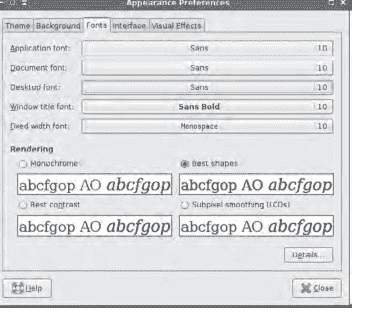 Appearance Preferences
Theme Background Fonts Interface Visual Effects
Application font: Sans 10
Document font: Sans 10
Desktop font: Sans 10
Window title font: Sans Bold 10
Fixed width font: Monospace 10
Rendering
Monochrome Best shapes
abcfgop AO abcfgop abcfgop AO abcfgop
Best contrast Subpixel smoothing (LCDs)
abcfgop AO abcfgop abcfgop AO abcfgop
Details...
Help Close